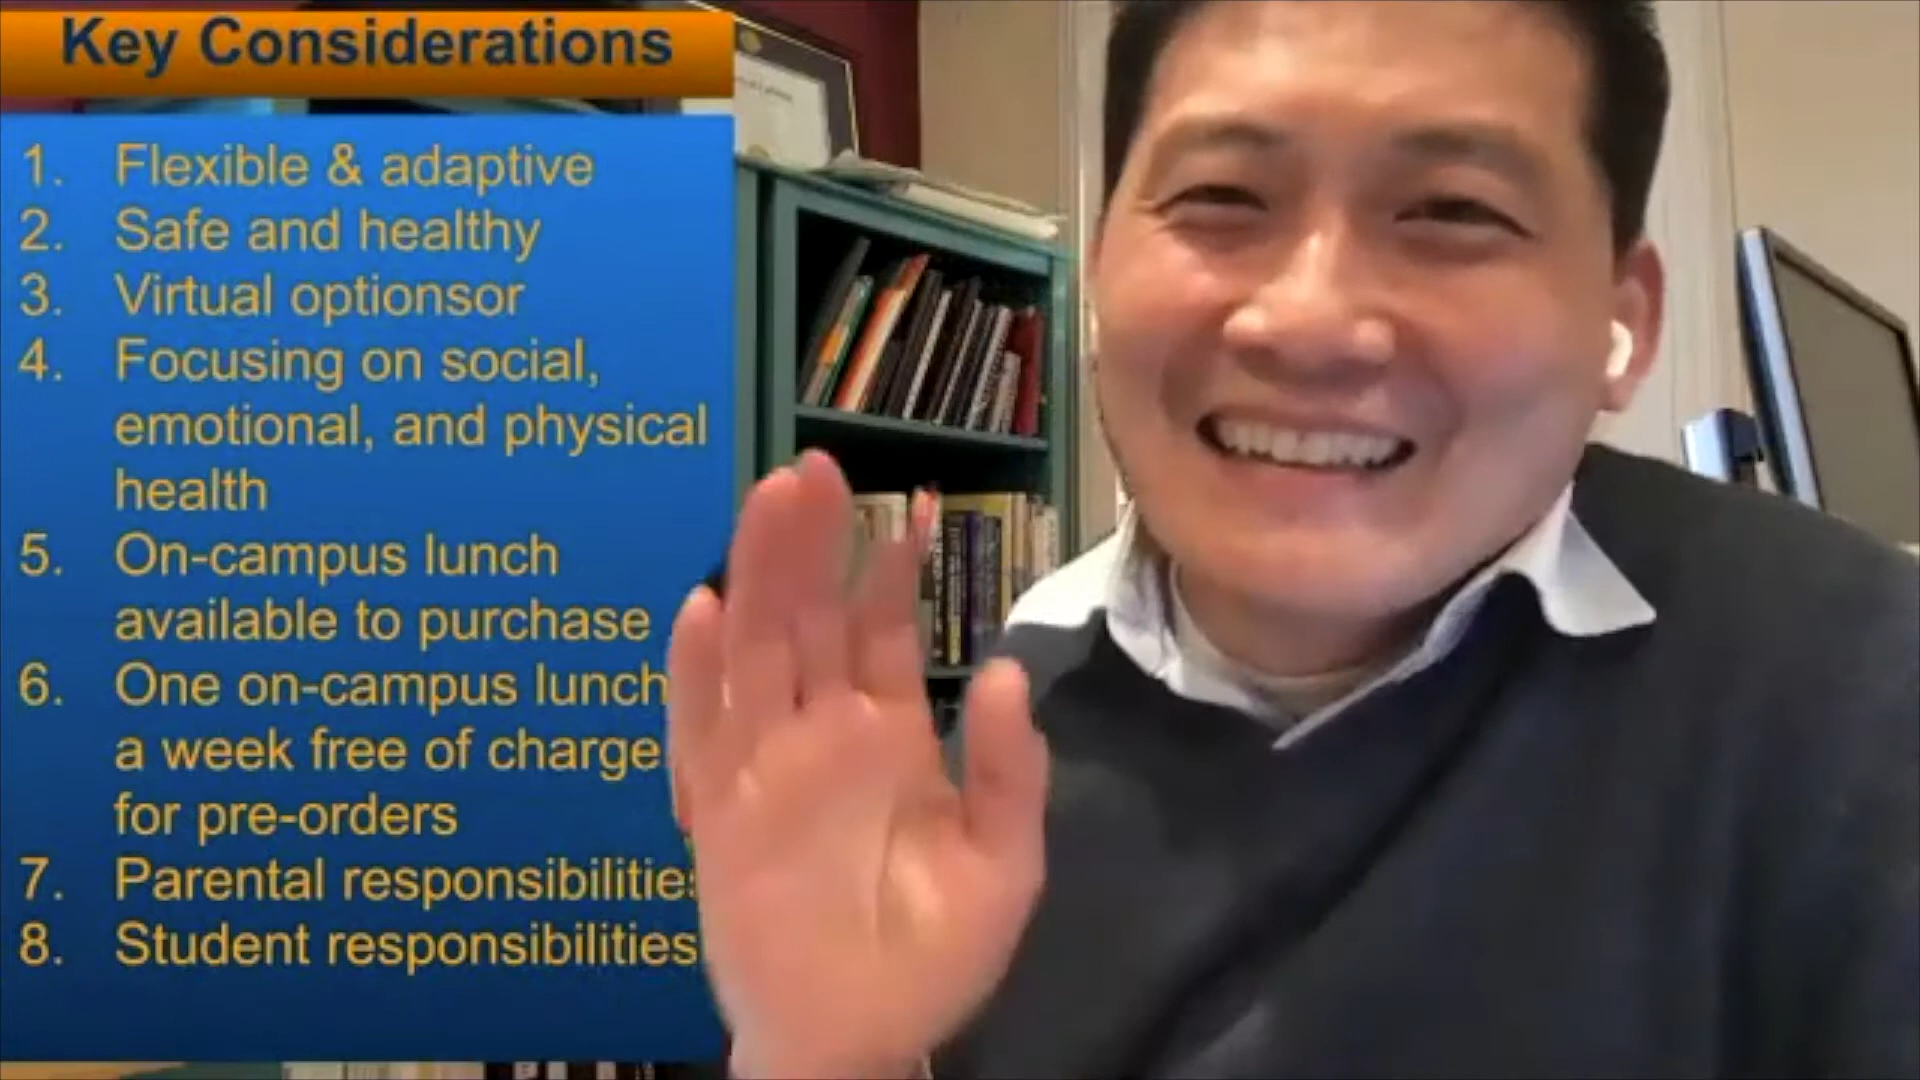 Key Considerations
1. Flexible & adaptive
2. Safe and healthy
3. Virtual optionsor
4. Focusing on social,
emotional, and physical
health
5. On-campus lunch
available to purchase
6. One on-campus lunch
a week free of charge
for pre-orders
7. Parental responsibilities
8. Student responsibilities